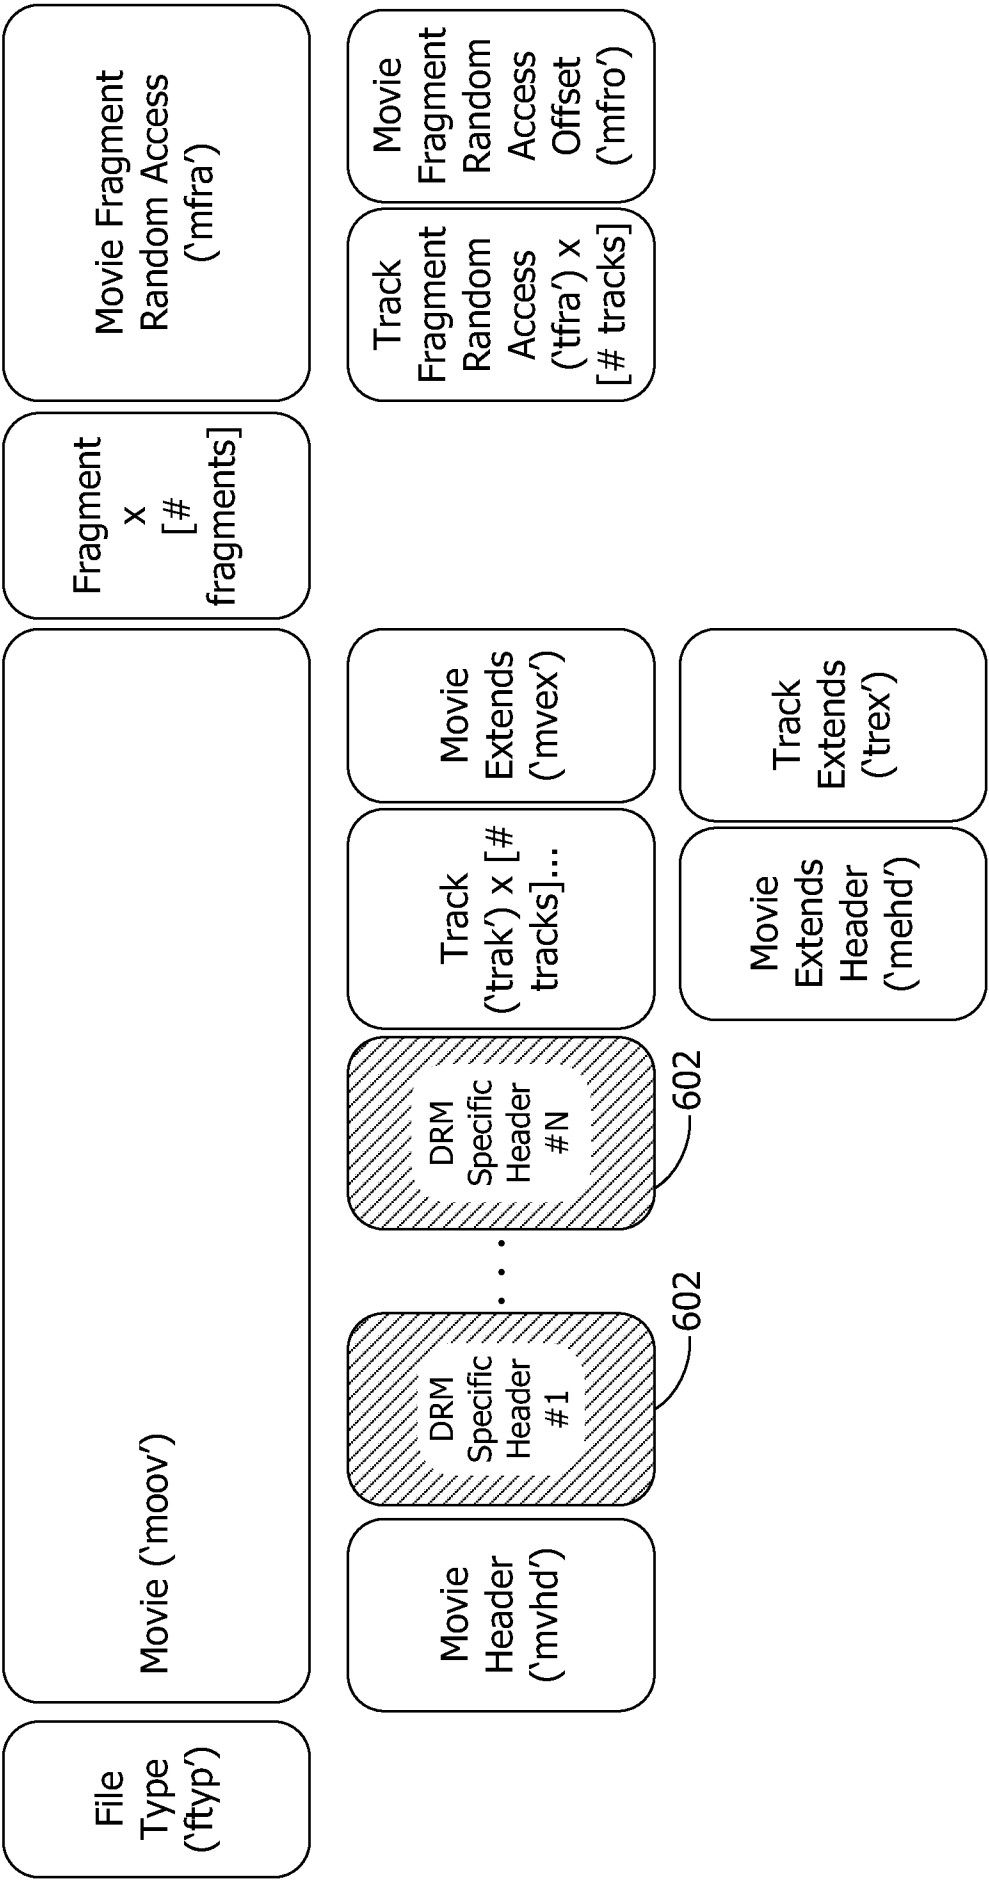 File
Type
(‘ftyp’)
Movie (‘moov’)
Fragment
x
[#
fragments]
Movie Fragment
Random Access
(‘mfra’)
Movie
Header
(‘mvhd’)
DRM
Specific
Header
#1
602
. . .
DRM
Specific
Header
#N
602
Track
(‘trak’) x [#
tracks]...
Movie
Extends
(‘mvex’)
Track
Fragment
Random
Access
(‘tfra’) x
[# tracks]
Movie
Fragment
Random
Access
Offset
(‘mfro’)
Movie
Extends
Header
(‘mehd’)
Track
Extends
(‘trex’)